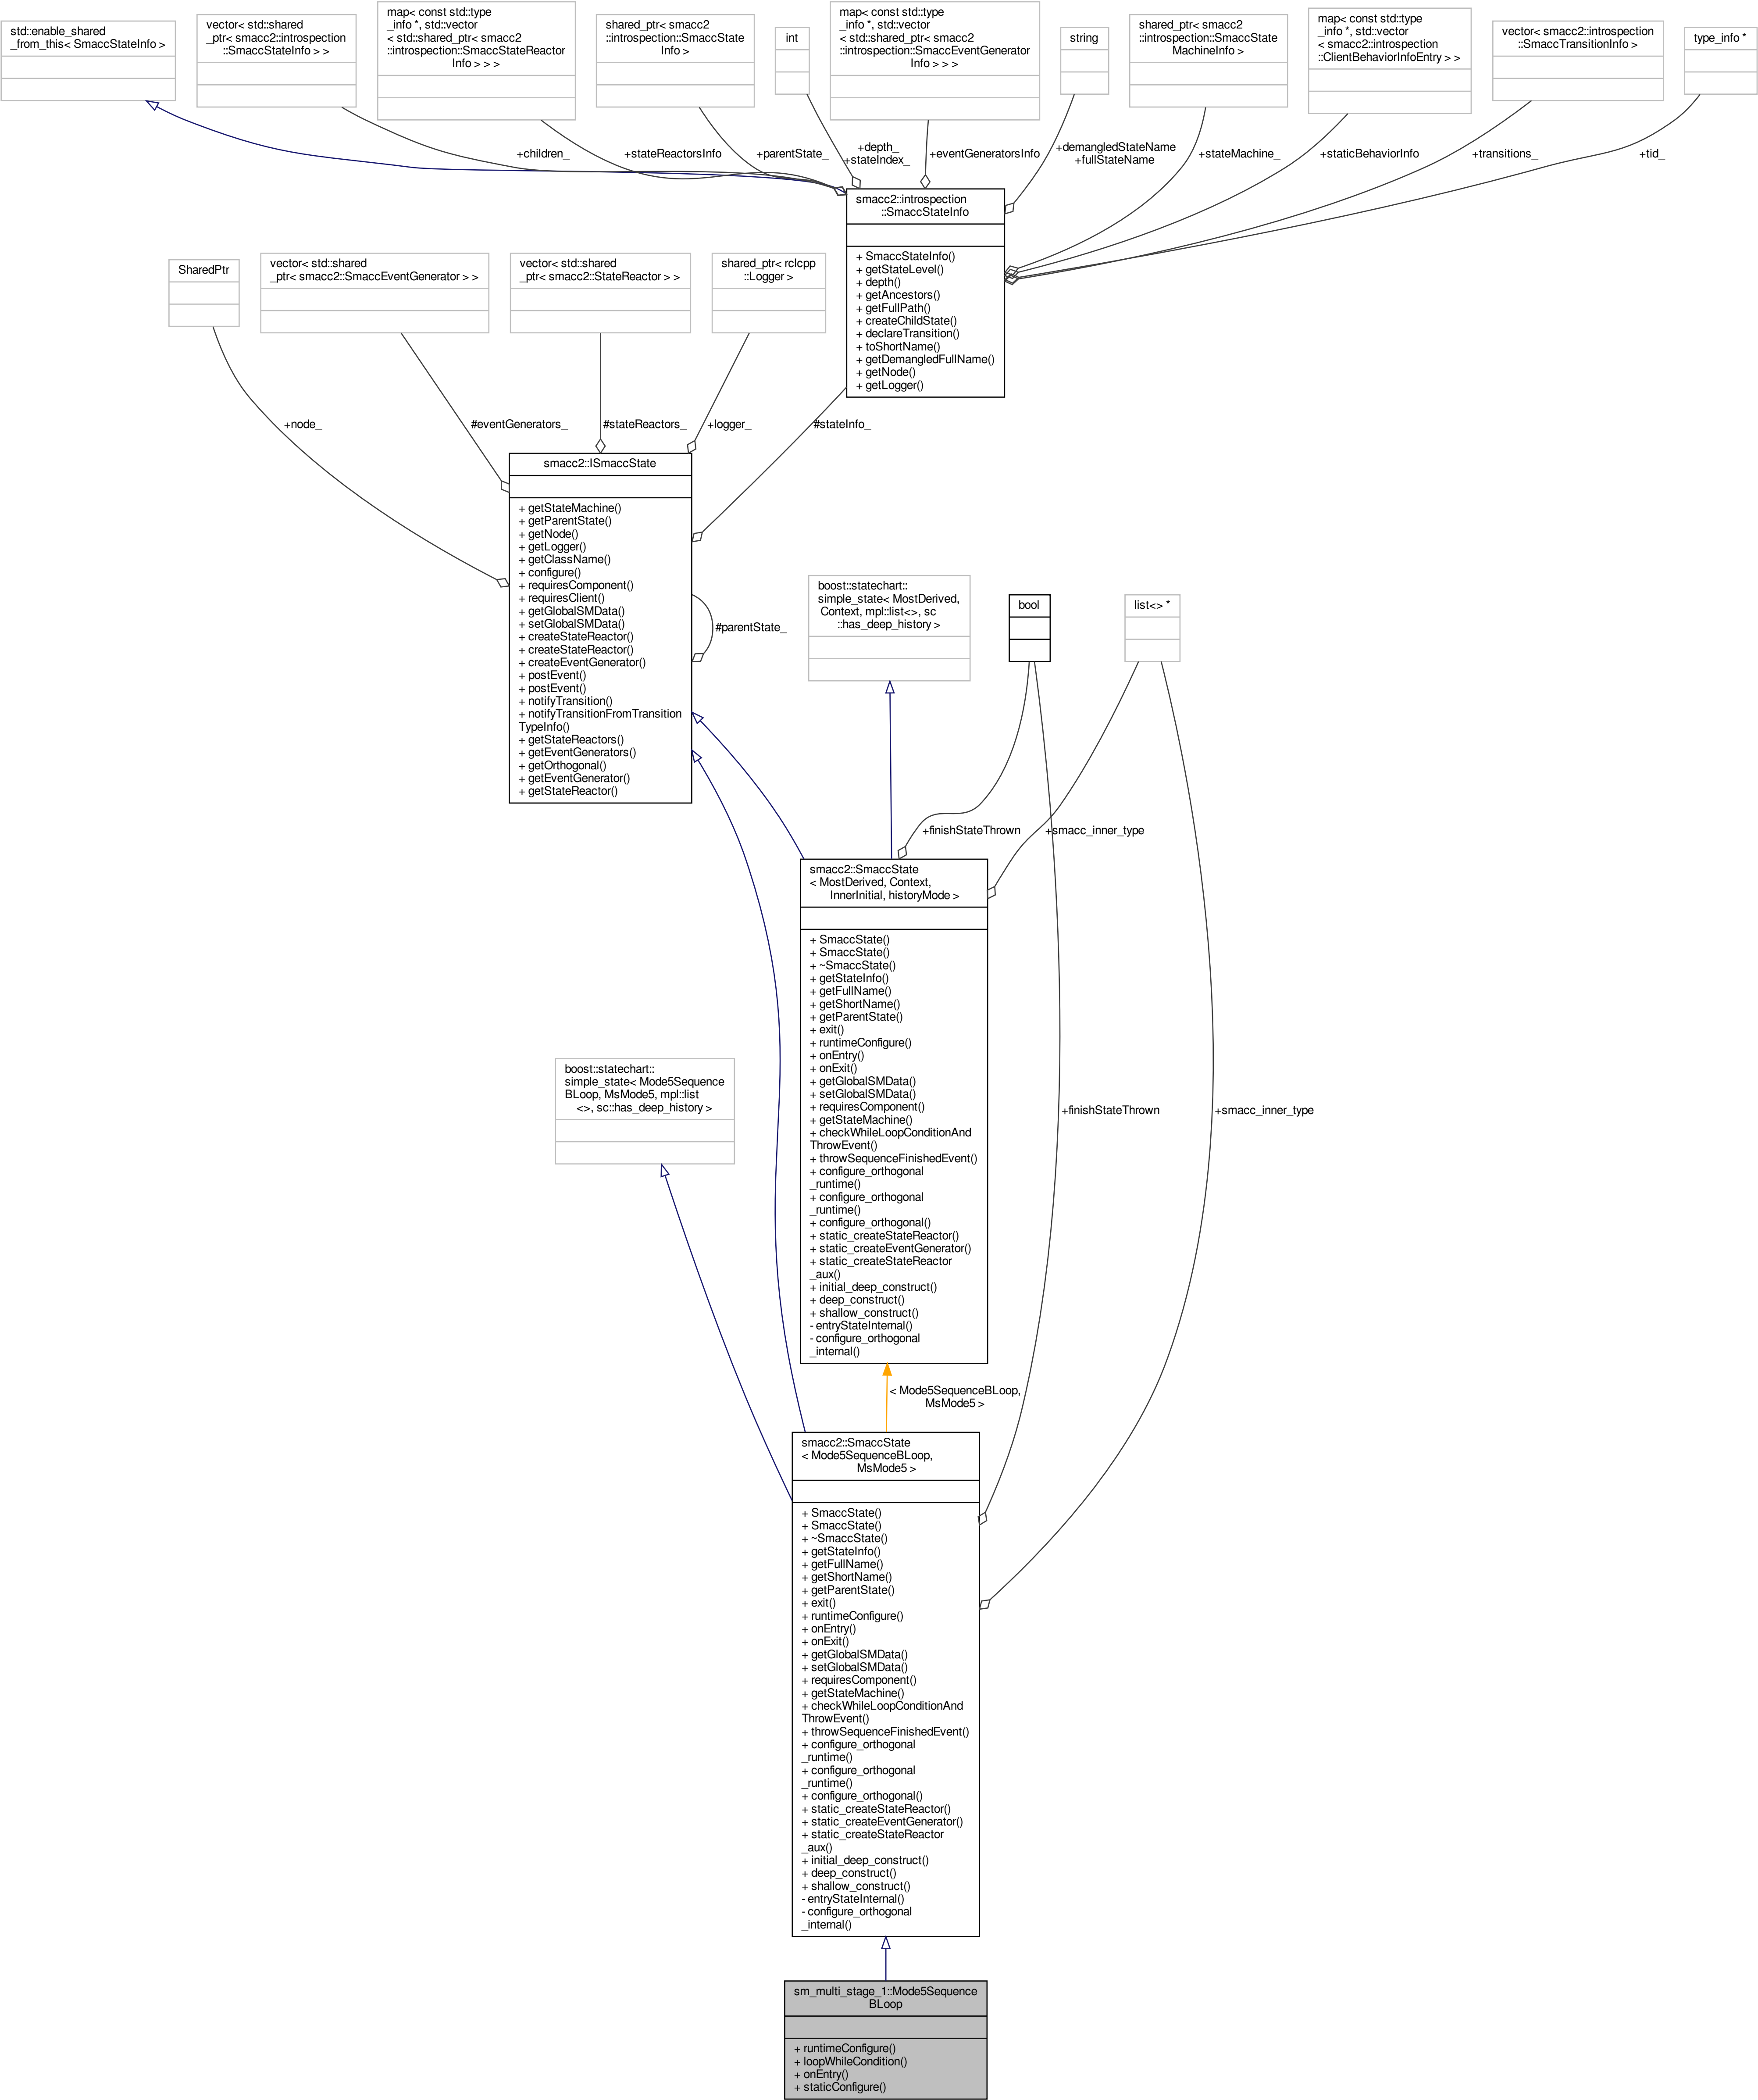 std::enable_shared
_from_this< SmaccStateInfo >
vector< std::shared
_ptr< smacc2::introspection
::SmaccStateInfo > >
map< const std::type
_info *, std::vector
< std::shared_ptr< smacc2
::introspection::SmaccStateReactor
Info > > >
shared_ptr< smacc2
::introspection::SmaccState
Info >
int
map< const std::type
_info *, std::vector
< std::shared_ptr< smacc2
::introspection::SmaccEventGenerator
Info > > >
string
shared_ptr< smacc2
::introspection::SmaccState
MachineInfo >
map< const std::type
_info *, std::vector
< smacc2::introspection
::ClientBehaviorInfoEntry > >
vector< smacc2::introspection
::SmaccTransitionInfo >
type_info *
+children_
+stateReactorsInfo
+parentState_
+depth_
+stateIndex_
+eventGeneratorsInfo
+demangledStateName
+fullStateName
+stateMachine_
+staticBehaviorInfo
+transitions_
+tid_
smacc2::introspection
::SmaccStateInfo
+ SmaccStateInfo()
+ getStateLevel()
+ depth()
+ getAncestors()
+ getFullPath()
+ createChildState()
+ declareTransition()
+ toShortName()
+ getDemangledFullName()
+ getNode()
+ getLogger()
SharedPtr
vector< std::shared
_ptr< smacc2::SmaccEventGenerator > >
vector< std::shared
_ptr< smacc2::StateReactor > >
shared_ptr< rclcpp
::Logger >
+node_
#eventGenerators_
#stateReactors_
+logger_
#stateInfo_
smacc2::ISmaccState
+ getStateMachine()
+ getParentState()
+ getNode()
+ getLogger()
+ getClassName()
+ configure()
+ requiresComponent()
+ requiresClient()
+ getGlobalSMData()
+ setGlobalSMData()
+ createStateReactor()
+ createStateReactor()
+ createEventGenerator()
+ postEvent()
+ postEvent()
+ notifyTransition()
+ notifyTransitionFromTransition
TypeInfo()
+ getStateReactors()
+ getEventGenerators()
+ getOrthogonal()
+ getEventGenerator()
+ getStateReactor()
#parentState_
boost::statechart::
simple_state< MostDerived,
Context, mpl::list<>, sc
::has_deep_history >
bool
list<> *
+finishStateThrown
+smacc_inner_type
smacc2::SmaccState
< MostDerived, Context,
InnerInitial, historyMode >
+ SmaccState()
+ SmaccState()
+ ~SmaccState()
+ getStateInfo()
+ getFullName()
+ getShortName()
+ getParentState()
+ exit()
+ runtimeConfigure()
+ onEntry()
+ onExit()
+ getGlobalSMData()
+ setGlobalSMData()
+ requiresComponent()
+ getStateMachine()
+ checkWhileLoopConditionAnd
ThrowEvent()
+ throwSequenceFinishedEvent()
+ configure_orthogonal
_runtime()
+ configure_orthogonal
_runtime()
+ configure_orthogonal()
+ static_createStateReactor()
+ static_createEventGenerator()
+ static_createStateReactor
_aux()
+ initial_deep_construct()
+ deep_construct()
+ shallow_construct()
- entryStateInternal()
- configure_orthogonal
_internal()
boost::statechart::
simple_state< Mode5Sequence
BLoop, MsMode5, mpl::list
<>, sc::has_deep_history >
+finishStateThrown
+smacc_inner_type
< Mode5SequenceBLoop,
MsMode5 >
smacc2::SmaccState
< Mode5SequenceBLoop,
MsMode5 >
+ SmaccState()
+ SmaccState()
+ ~SmaccState()
+ getStateInfo()
+ getFullName()
+ getShortName()
+ getParentState()
+ exit()
+ runtimeConfigure()
+ onEntry()
+ onExit()
+ getGlobalSMData()
+ setGlobalSMData()
+ requiresComponent()
+ getStateMachine()
+ checkWhileLoopConditionAnd
ThrowEvent()
+ throwSequenceFinishedEvent()
+ configure_orthogonal
_runtime()
+ configure_orthogonal
_runtime()
+ configure_orthogonal()
+ static_createStateReactor()
+ static_createEventGenerator()
+ static_createStateReactor
_aux()
+ initial_deep_construct()
+ deep_construct()
+ shallow_construct()
- entryStateInternal()
- configure_orthogonal
_internal()
sm_multi_stage_1::Mode5Sequence
BLoop
+ runtimeConfigure()
+ loopWhileCondition()
+ onEntry()
+ staticConfigure()